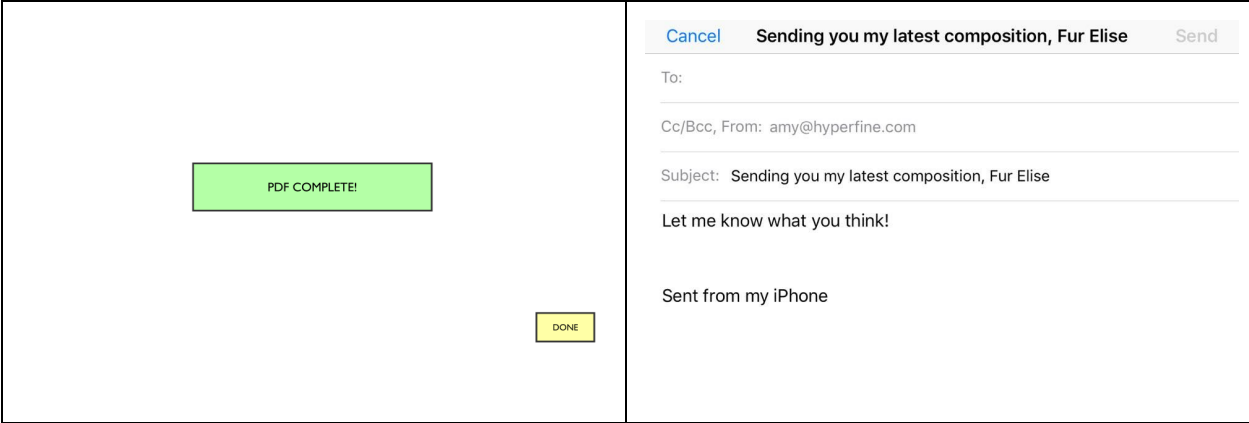 PDF COMPLETE!
DONE
Cancel Sending you my latest composition, Fur Elise Send
To:
Cc/Bcc, From: amy@hyperfine.com
Subject: Sending you my latest composition, Fur Elise
Let me know what you think!
Sent from my iPhone